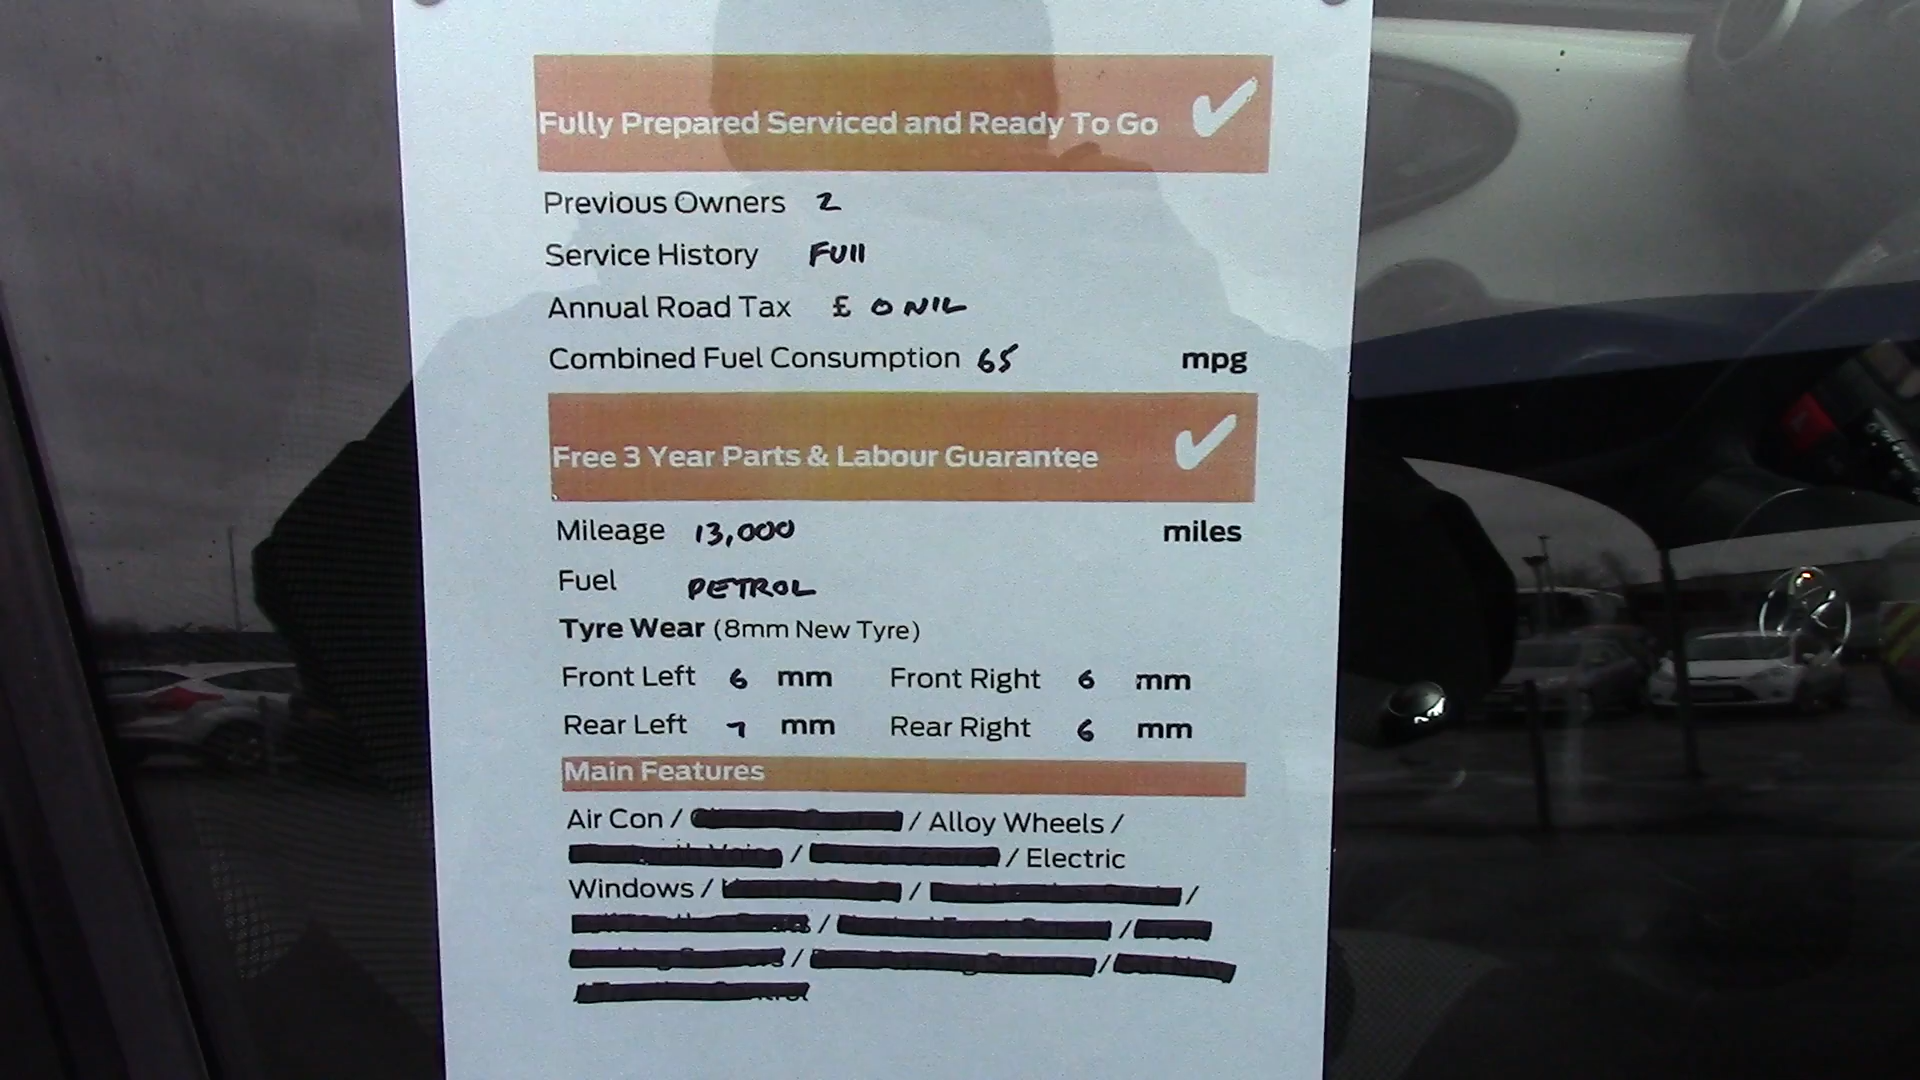 Fully Prepared Serviced and Ready To Go
Previous Owners 2
Service History Full
Annual Road Tax £ 0 NIL
Combined Fuel Consumption 65 mpg
Free 3 Year Parts & Labour Guarantee
Mileage 13,000 miles
Fuel PETROL
Tyre Wear (8mm New Tyre)
Front Left 6 mm Front Right 6 mm
Rear Left 7 mm Rear Right 6 mm
Main Features
Air Con / / Alloy Wheels /
/ / Electric
Windows / / /
/ / /
/ /
/